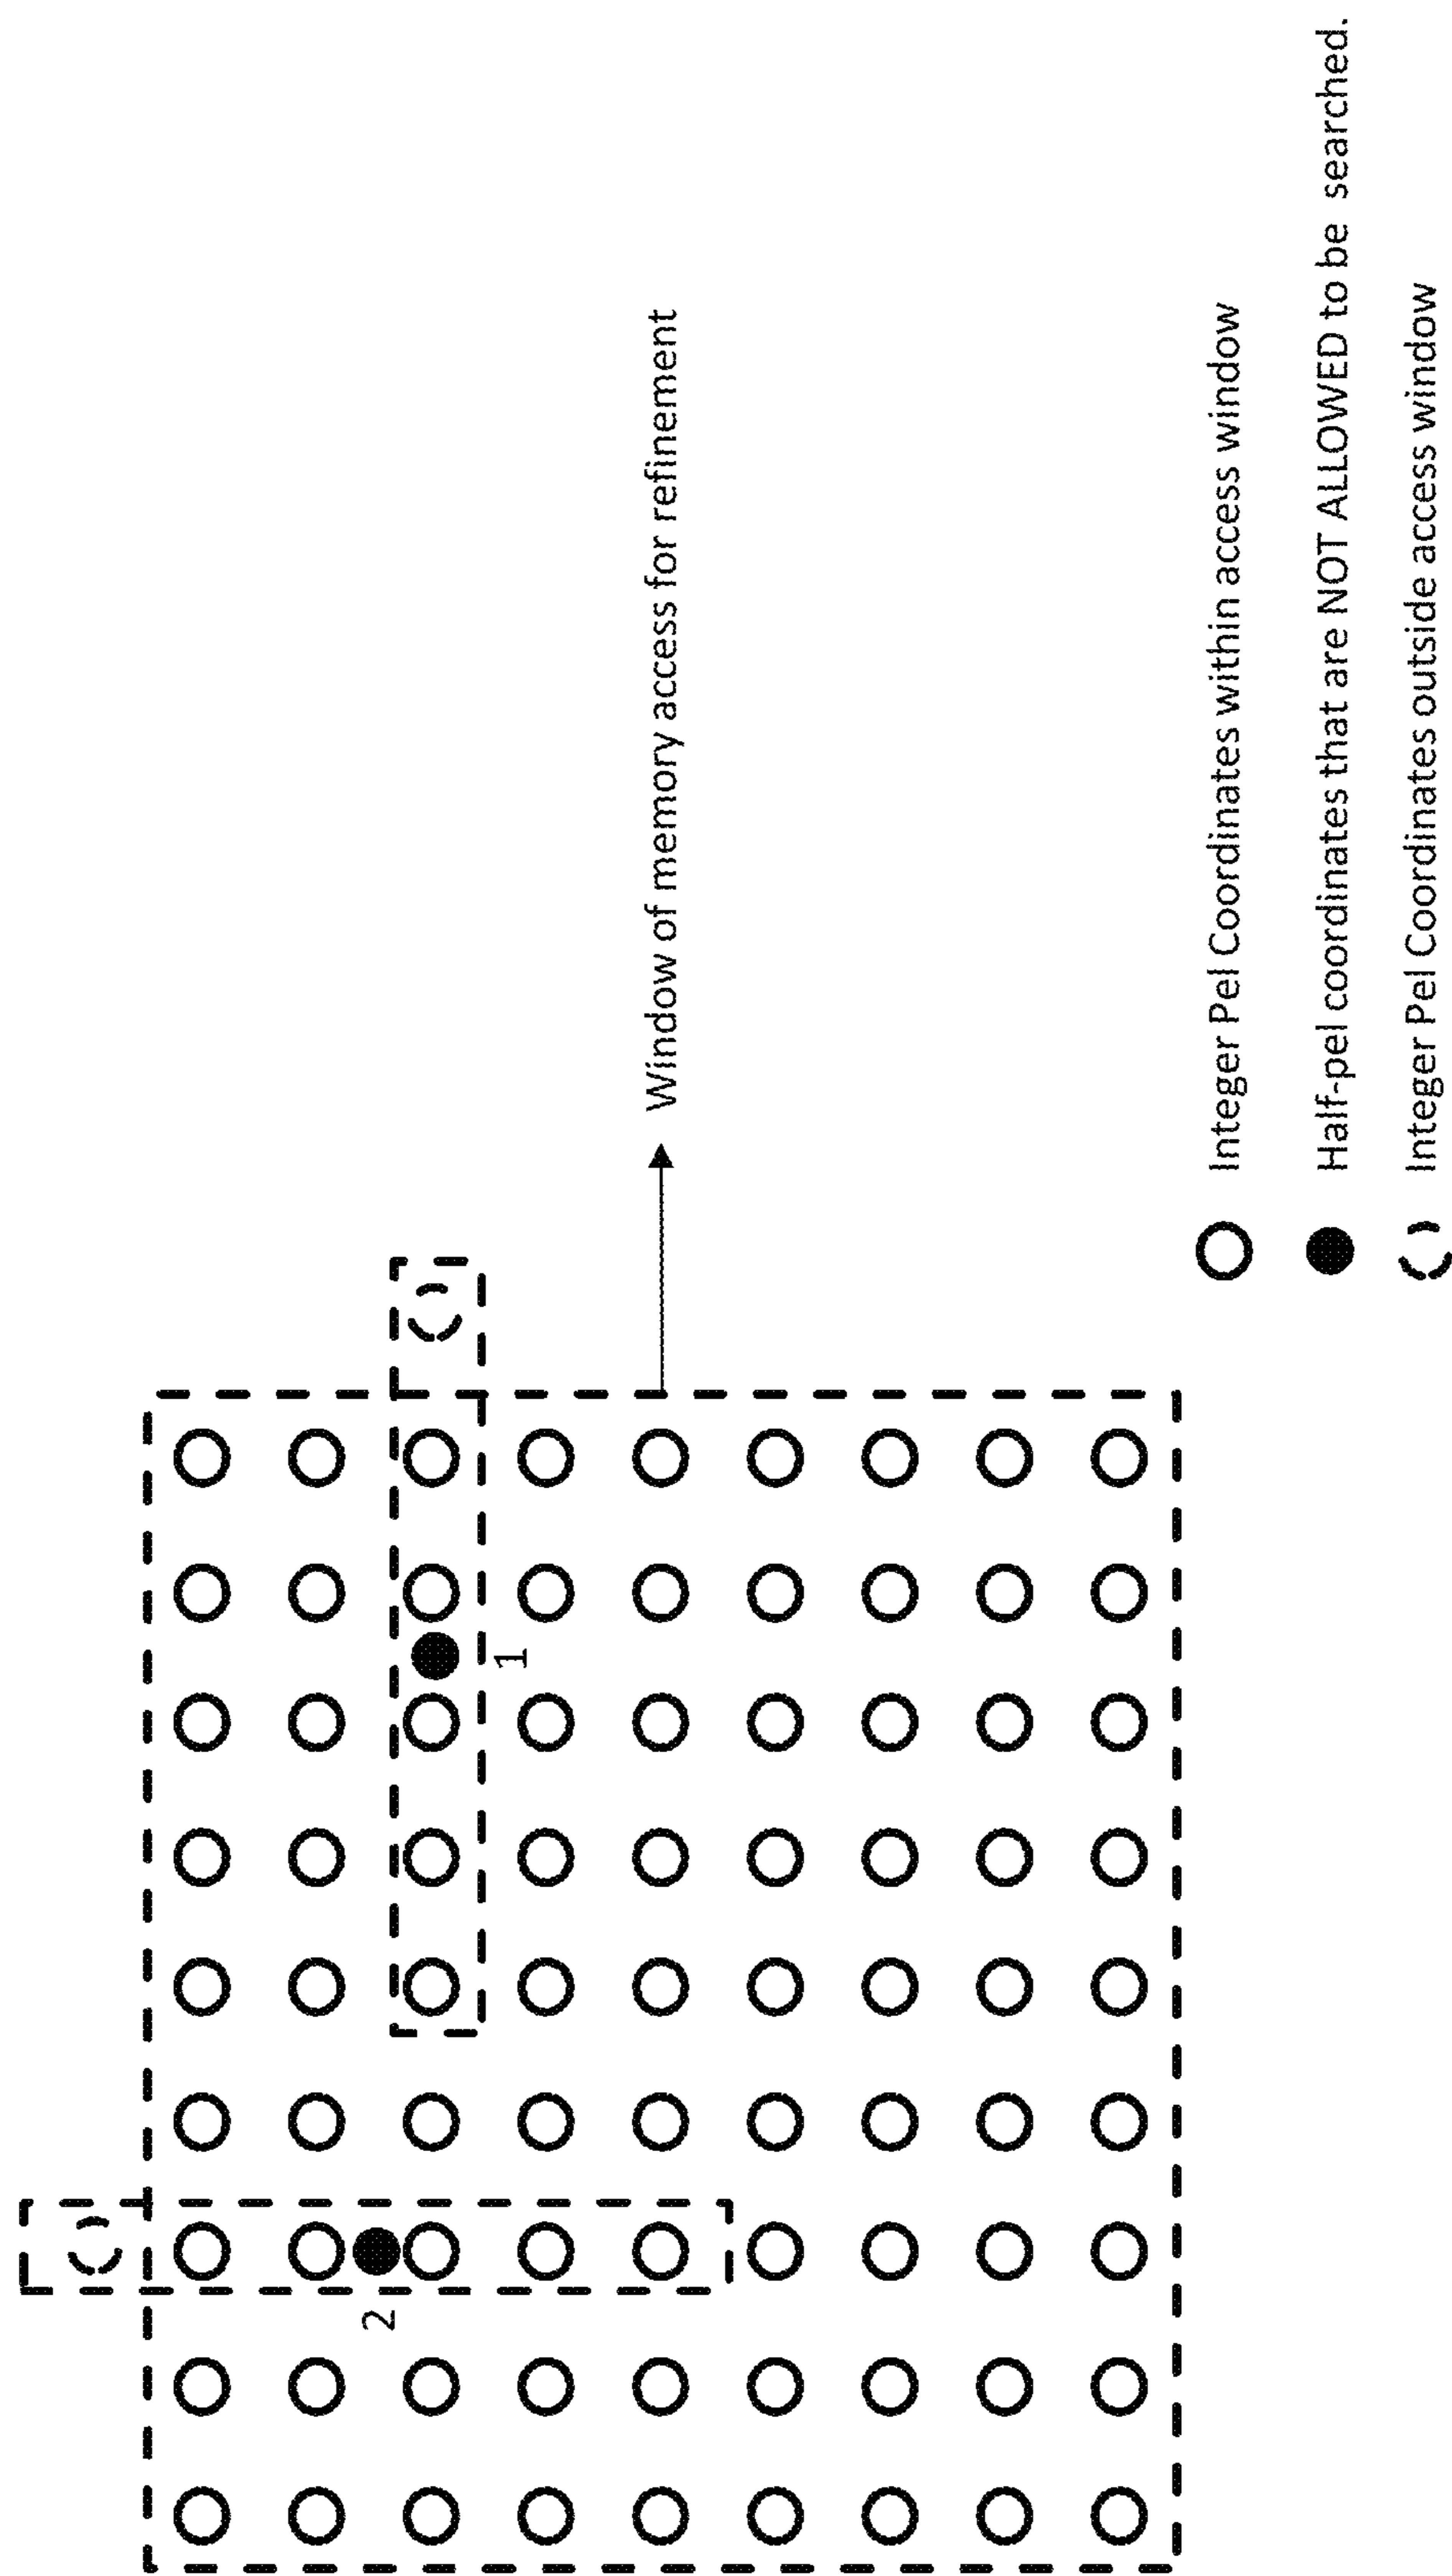 2
1
Window of memory access for refinement
Integer Pel Coordinates within access window
Half-pel coordinates that are NOT ALLOWED to be searched.
Integer Pel Coordinates outside access window